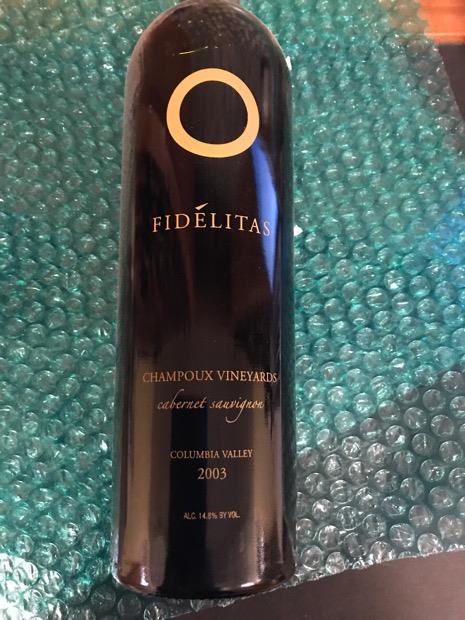 FIDÉLITAS
CHAMPOUX VINEYARDS
cabernet sauvignon
COLUMBIA VALLEY
2003
ALC. 14.8% BY VOL.